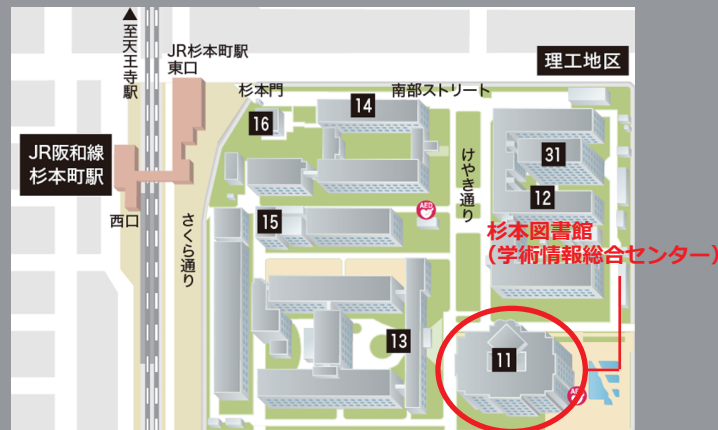 ▲至天王寺駅
JR杉本町駅
東口
理工地区
杉本門
南部ストリート
14
16
JR阪和線
杉本町駅
31
けやき通り
12
西口
さくら通り
15
AED
杉本図書館
（学術情報総合センター）
13
11
AED